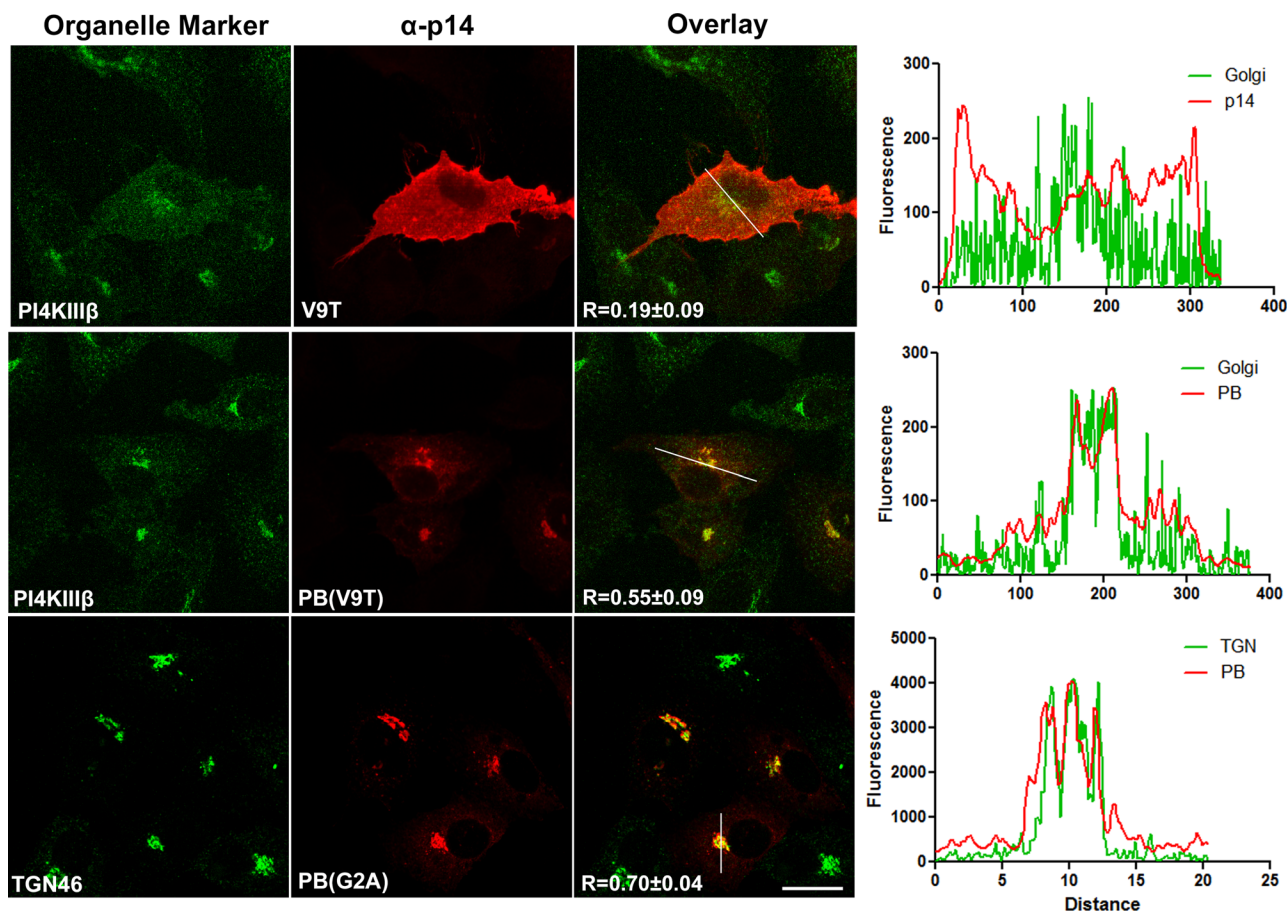 Organelle Marker α-p14 Overlay
PI4KIIIβ V9T R=0.19±0.09
Fluorescence
300
200
100
0
0 100 200 300 400
Golgi
p14
PI4KIIIβ PB(V9T) R=0.55±0.09
Fluorescence
300
200
100
0
0 100 200 300 400
Golgi
PB
TGN46 PB(G2A) R=0.70±0.04
Fluorescence
5000
4000
3000
2000
1000
0
0 5 10 15 20 25
Distance
TGN
PB